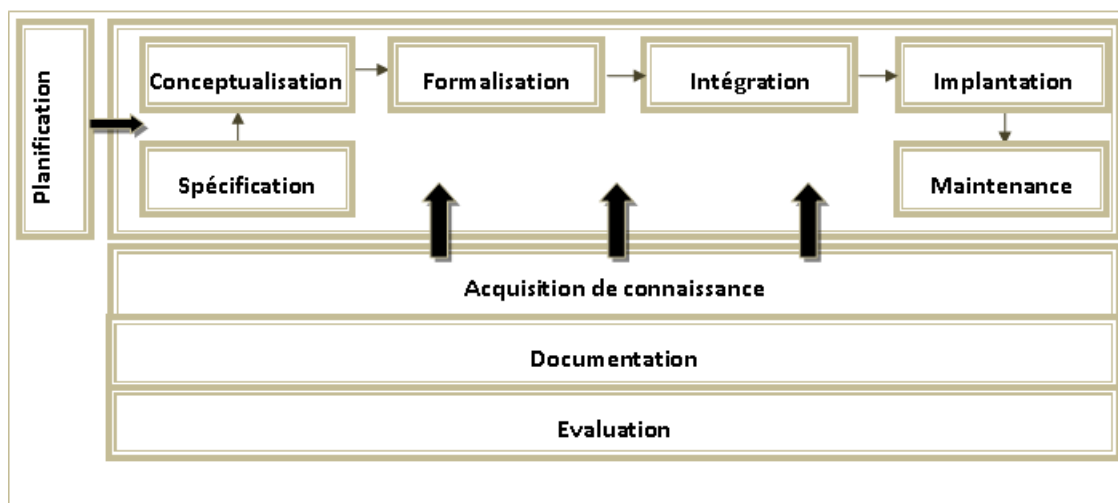 Planification
Conceptualisation
Formalisation
Intégration
Implantation
Spécification
Maintenance
Acquisition de connaissance
Documentation
Evaluation